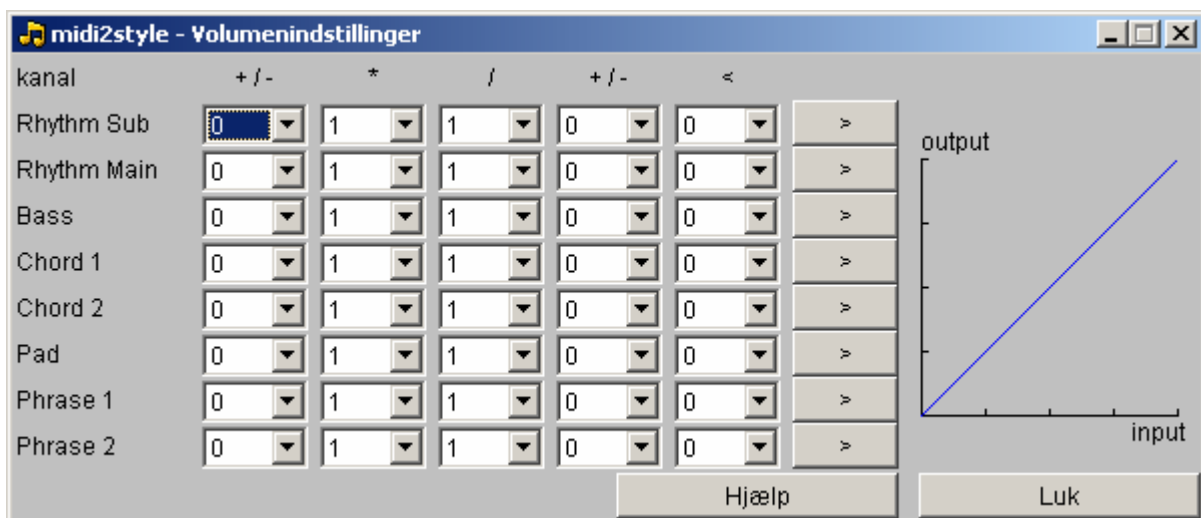 midi2style - Volumenindstillinger
kanal + / - * / + / - <
Rhythm Sub 0 1 1 0 0 >
Rhythm Main 0 1 1 0 0 >
Bass 0 1 1 0 0 >
Chord 1 0 1 1 0 0 >
Chord 2 0 1 1 0 0 >
Pad 0 1 1 0 0 >
Phrase 1 0 1 1 0 0 >
Phrase 2 0 1 1 0 0 >
output
input
Hjælp Luk